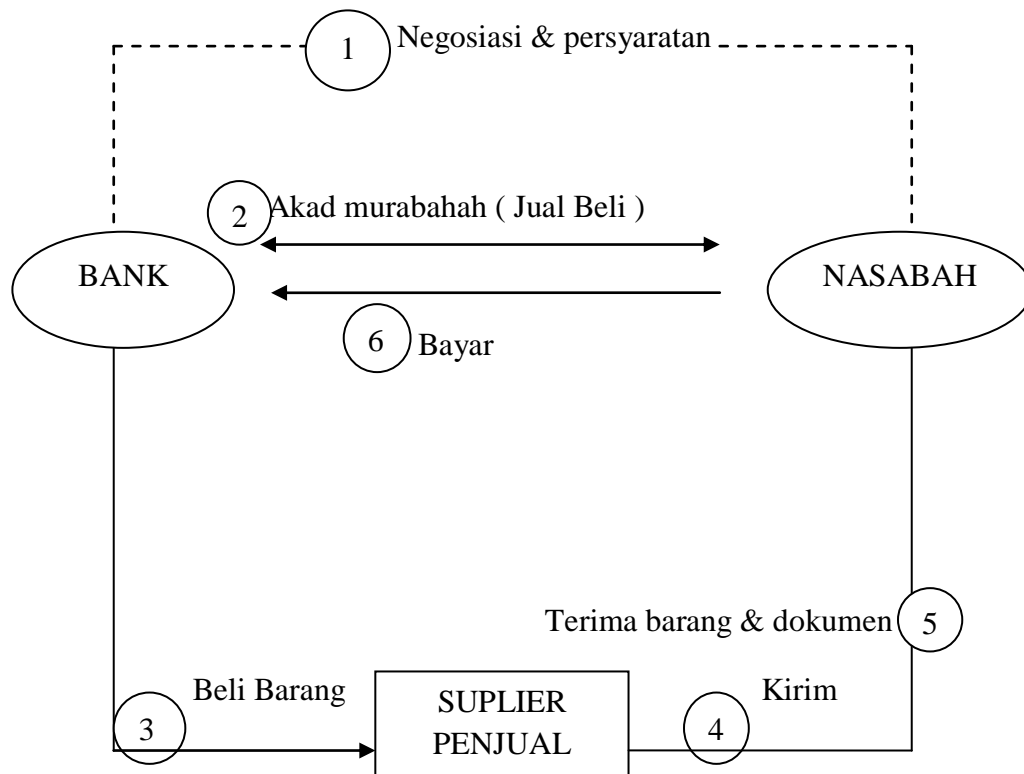 1 Negosiasi & persyaratan
2 Akad murabahah ( Jual Beli )
BANK
NASABAH
6 Bayar
Terima barang & dokumen 5
3 Beli Barang
SUPLIER
PENJUAL
4 Kirim